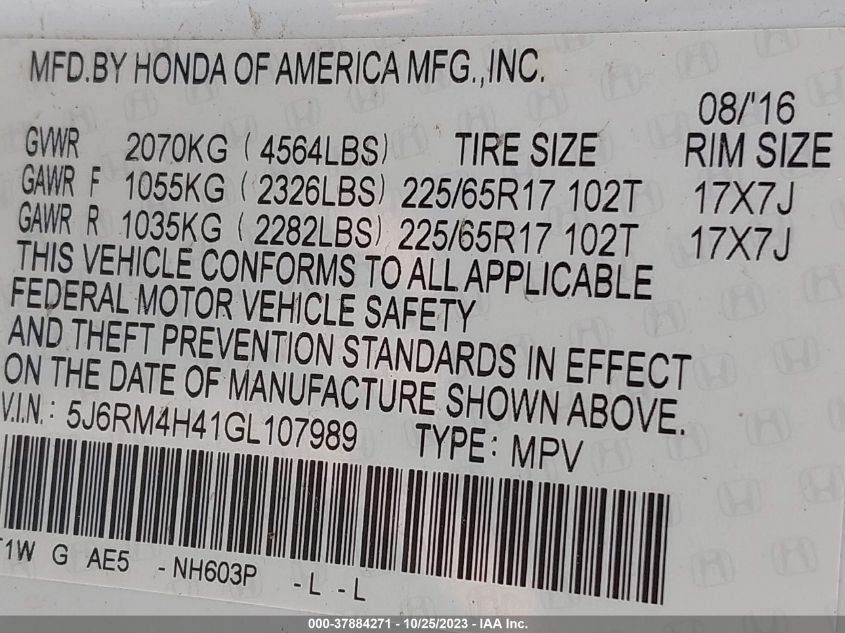 MFD.BY HONDA OF AMERICA MFG.,INC.
08/'16
GVWR 2070KG (4564LBS) TIRE SIZE RIM SIZE
GAWR F 1055KG (2326LBS) 225/65R17 102T 17X7J
GAWR R 1035KG (2282LBS) 225/65R17 102T 17X7J
THIS VEHICLE CONFORMS TO ALL APPLICABLE
FEDERAL MOTOR VEHICLE SAFETY
AND THEFT PREVENTION STANDARDS IN EFFECT
ON THE DATE OF MANUFACTURE SHOWN ABOVE.
V.I.N.: 5J6RM4H41GL107989 TYPE: MPV
T1W G AE5 -NH603P -L -L
000-37884271 - 10/25/2023 - IAA Inc.